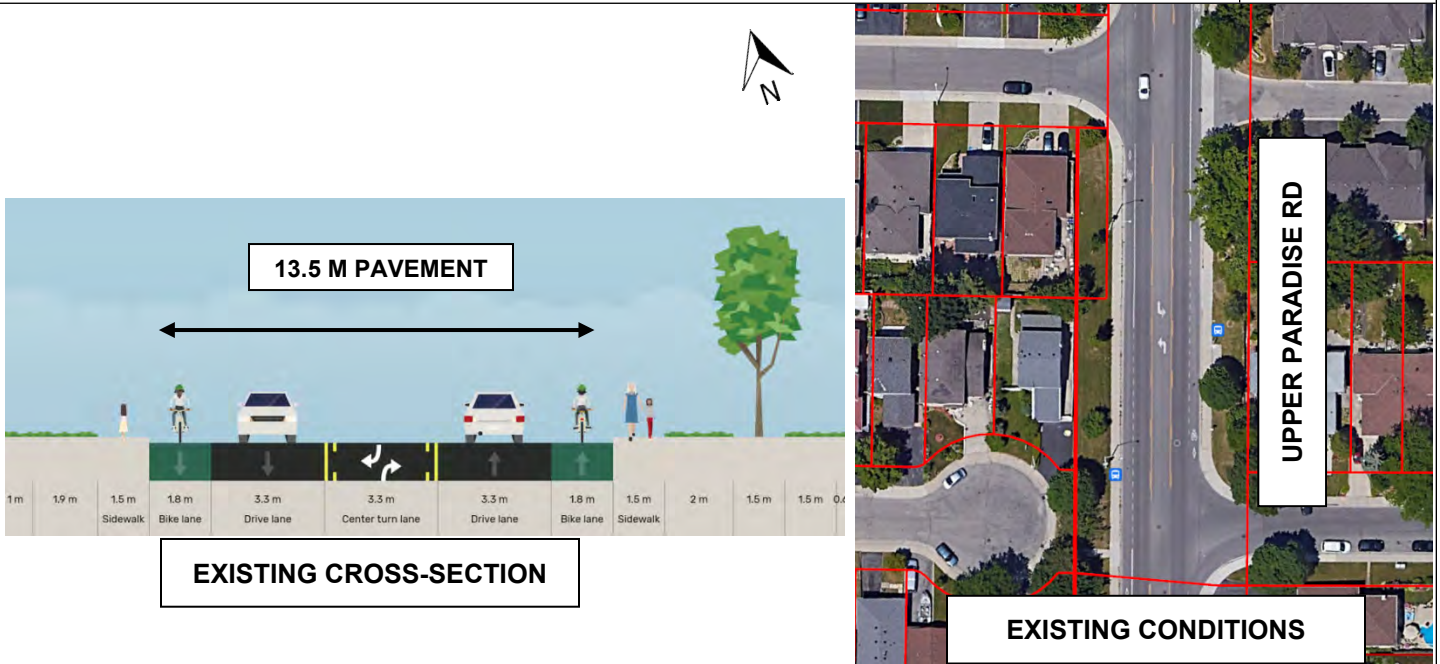 N
13.5 M PAVEMENT
1 m 1.9 m 1.5 m 1.8 m 3.3 m 3.3 m 3.3 m 1.8 m 1.5 m 2 m 1.5 m 1.5 m
Sidewalk Bike lane Drive lane Center turn lane Drive lane Bike lane Sidewalk
EXISTING CROSS-SECTION
UPPER PARADISE RD
EXISTING CONDITIONS